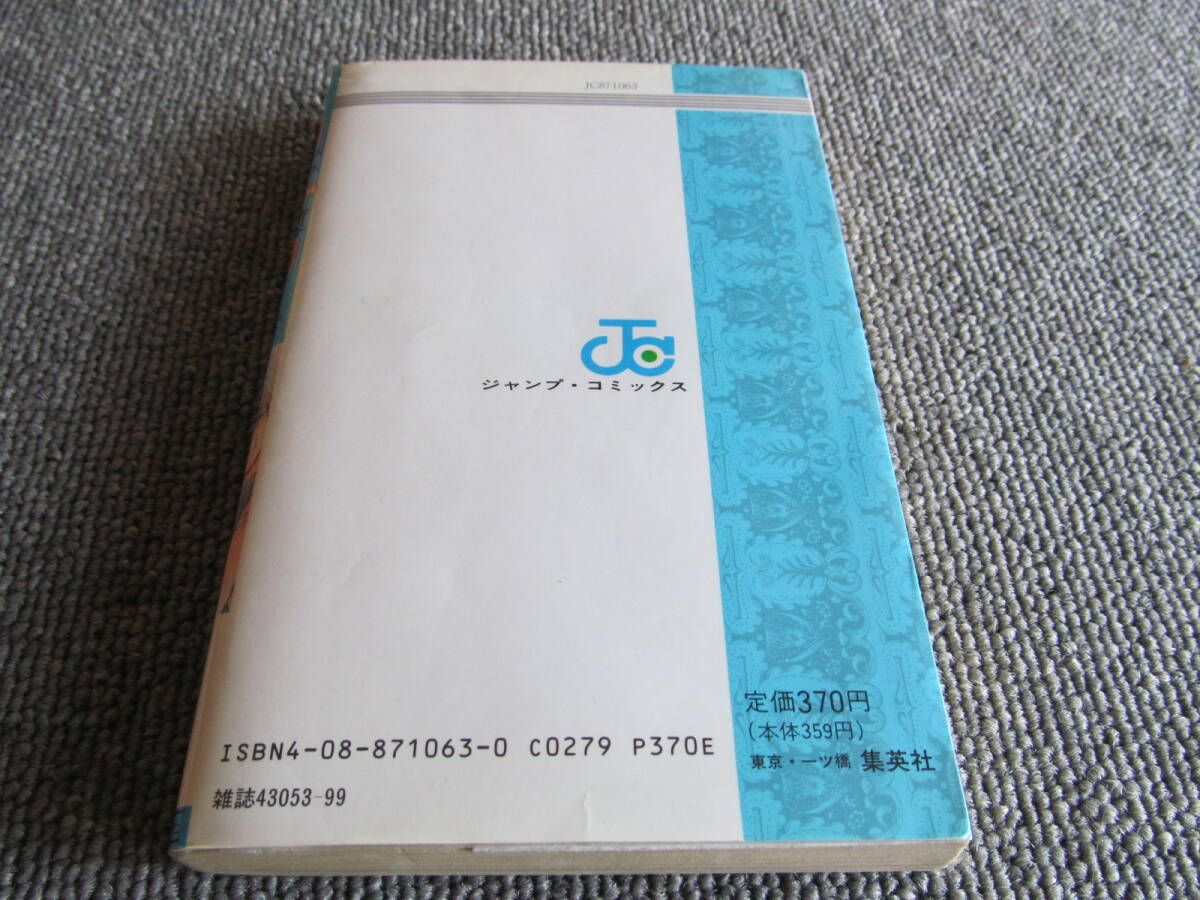 JC871063
JC
ジャンプ・コミックス
定価370円
(本体359円)
東京・一ツ橋 集英社
ISBN4-08-871063-0 C0279 P370E
雑誌43053-99